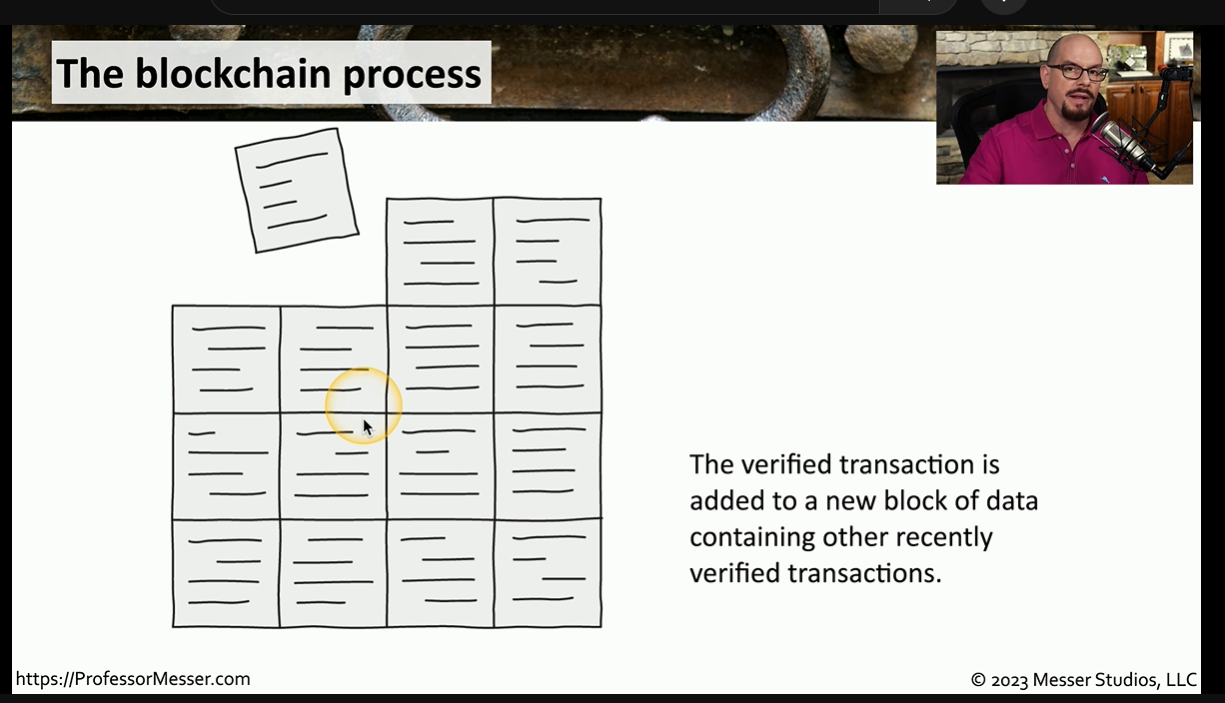 The blockchain process
The verified transaction is
added to a new block of data
containing other recently
verified transactions.
https://ProfessorMesser.com
© 2023 Messer Studios, LLC